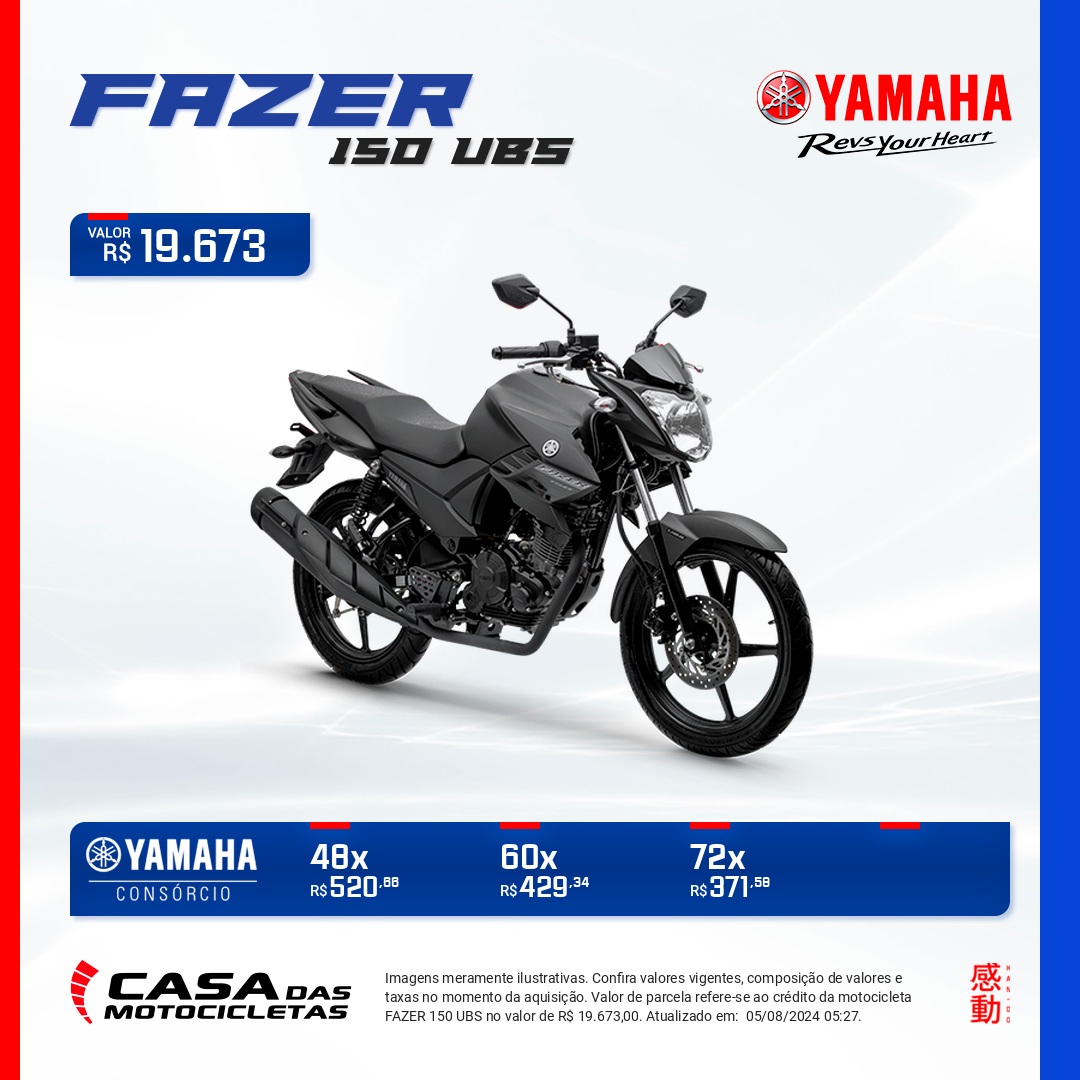 FAZER
150 UBS
YAMAHA
Revs Your Heart
VALOR
R$ 19.673
FAZER
YAMAHA
YAMAHA
CONSÓRCIO
48x
R$ 520,86
60x
R$ 429,34
72x
R$ 371,58
CASA DAS
MOTOCICLETAS
Imagens meramente ilustrativas. Confira valores vigentes, composição de valores e
taxas no momento da aquisição. Valor de parcela refere-se ao crédito da motocicleta
FAZER 150 UBS no valor de R$ 19.673,00. Atualizado em: 05/08/2024 05:27.
感動